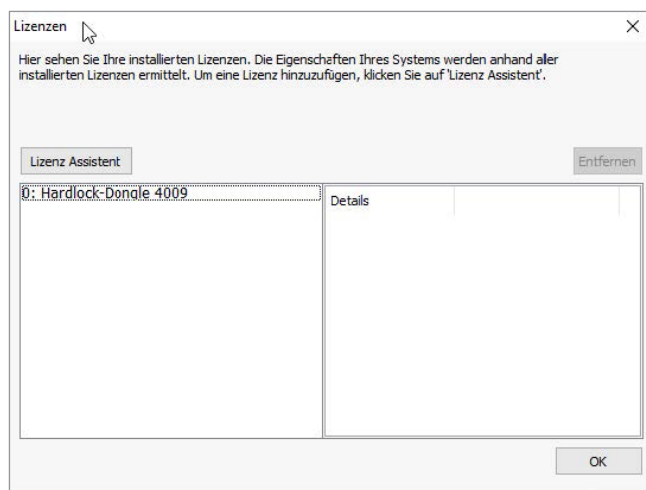 Lizenzen
Hier sehen Sie Ihre installierten Lizenzen. Die Eigenschaften Ihres Systems werden anhand aller
installierten Lizenzen ermittelt. Um eine Lizenz hinzuzufügen, klicken Sie auf 'Lizenz Assistent'.
Lizenz Assistent
Entfernen
0: Hardlock-Dongle 4009
Details
OK